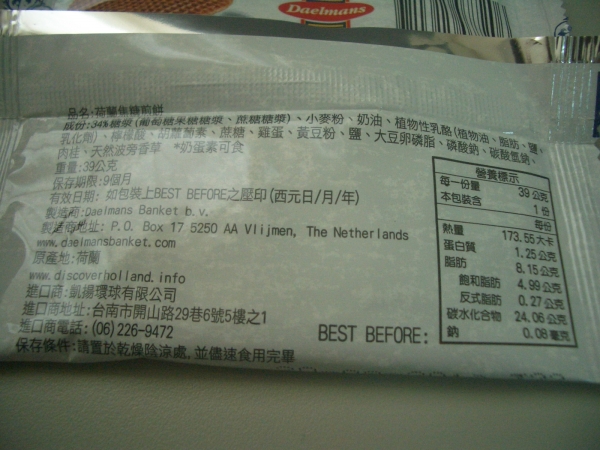 Daelmans
品名:荷蘭焦糖煎餅
成份:34%糖漿(葡萄糖果糖糖漿、蔗糖糖漿)、小麥粉、奶油、植物性乳酪(植物油、脂肪、鹽、
乳化劑)、檸檬酸、胡蘿蔔素、蔗糖、雞蛋、黃豆粉、鹽、大豆卵磷脂、磷酸鈉、碳酸氫鈉、
肉桂、天然波旁香草 *奶蛋素可食
重量:39公克
保存期限:9個月
有效日期: 如包裝上BEST BEFORE之壓印(西元日/月/年)
製造商:Daelmans Banket b.v.
製造商地址: P.O. Box 17 5250 AA Vlijmen, The Netherlands
www.daelmansbanket.com
原產地:荷蘭
www.discoverholland.info
進口商:凱揚環球有限公司
進口商地址:台南市開山路29巷6號5樓之1
進口商電話:(06)226-9472
保存條件:請置於乾燥陰涼處,並儘速食用完畢
BEST BEFORE:
營養標示
每一份量 39 公克
本包裝含 1 份
每份
熱量 173.55 大卡
蛋白質 1.25 公克
脂肪 8.15 公克
飽和脂肪 4.99 公克
反式脂肪 0.27 公克
碳水化合物 24.06 公克
鈉 0.08 毫克